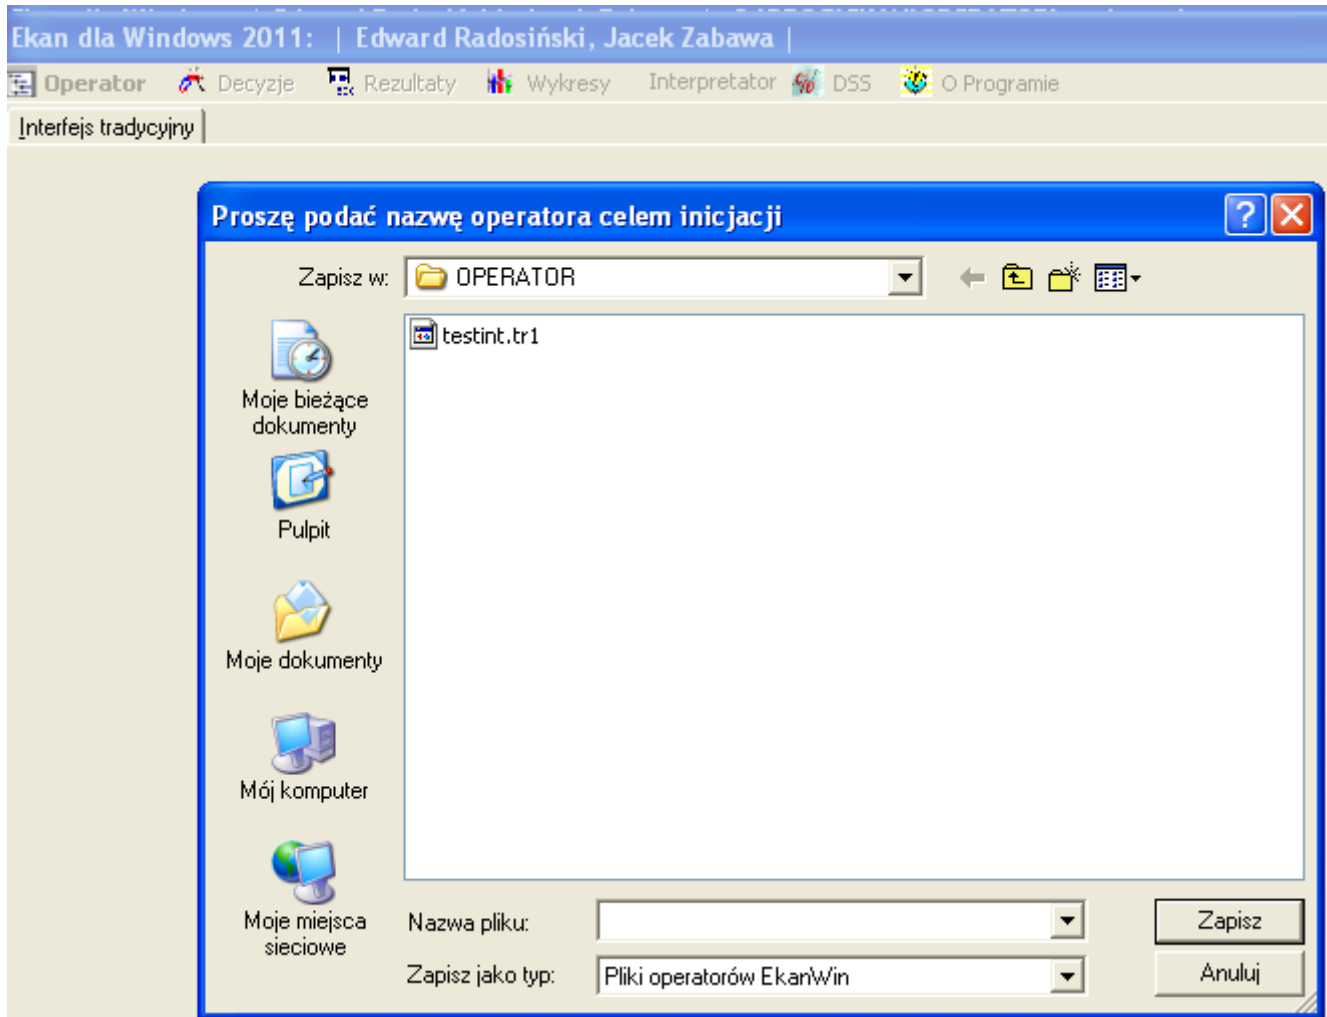 Ekan dla Windows 2011: | Edward Radosiński, Jacek Zabawa |
Operator Decyzje Rezultaty Wykresy Interpretator DSS O Programie
Interfejs tradycyjny
Proszę podać nazwę operatora celem inicjacji
Zapisz w: OPERATOR
testint.tr1
Moje bieżące
dokumenty
Pulpit
Moje dokumenty
Mój komputer
Moje miejsca
sieciowe
Nazwa pliku: Zapisz
Zapisz jako typ: Pliki operatorów EkanWin Anuluj